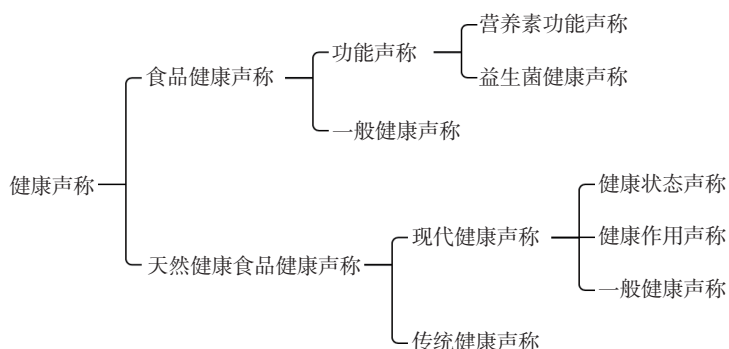 健康声称
食品健康声称
功能声称
营养素功能声称
益生菌健康声称
一般健康声称
天然健康食品健康声称
现代健康声称
健康状态声称
健康作用声称
一般健康声称
传统健康声称